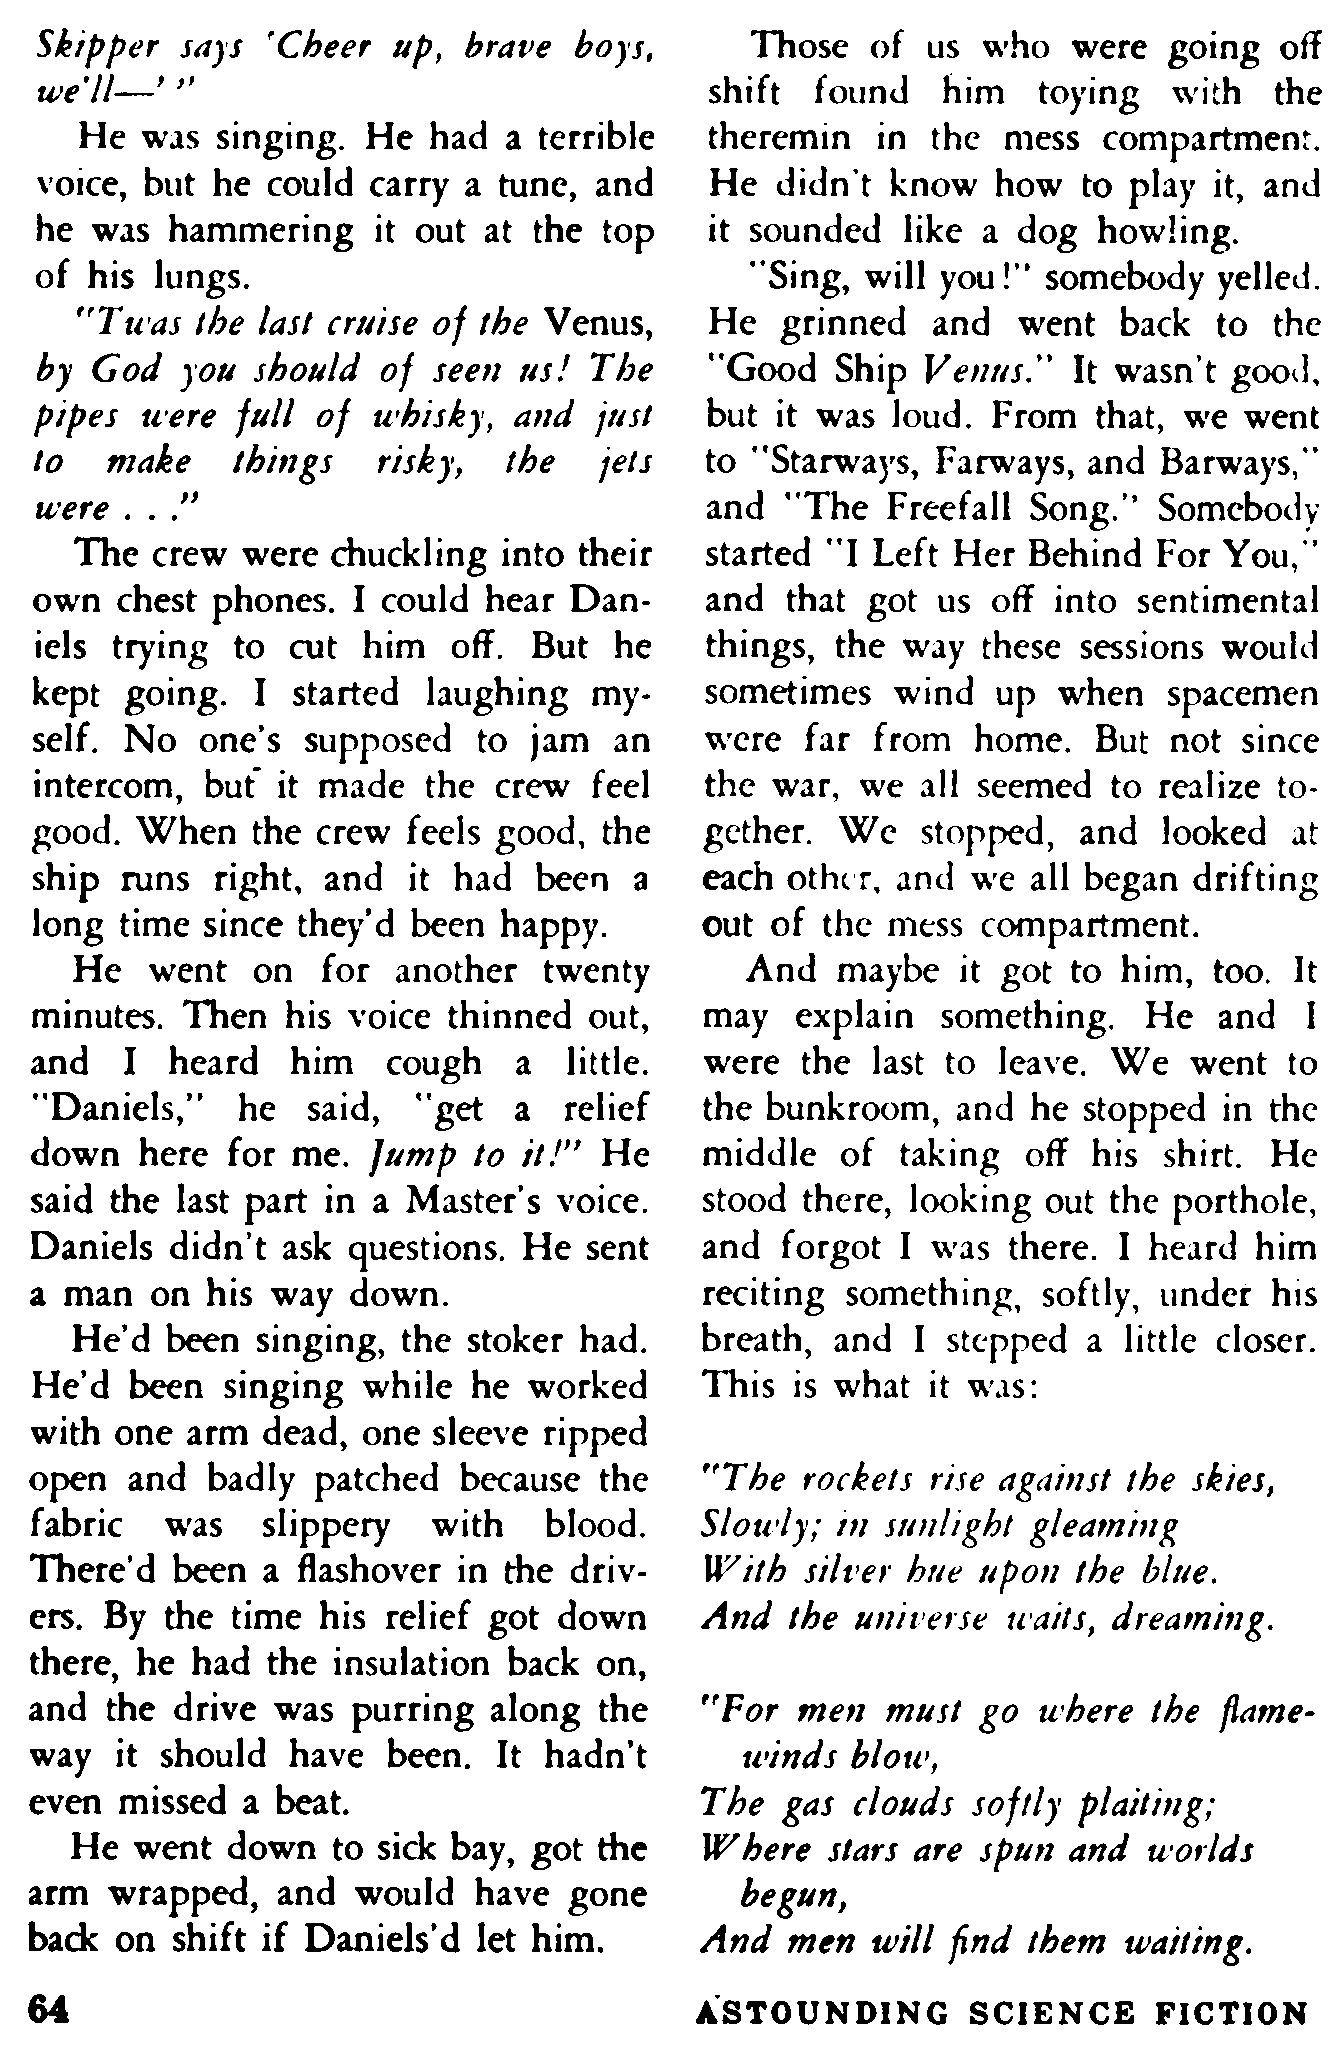 Skipper says 'Cheer up, brave boys,
we'll—' "
He was singing. He had a terrible
voice, but he could carry a tune, and
he was hammering it out at the top
of his lungs.
"Twas the last cruise of the Venus,
by God you should of seen us! The
pipes were full of whisky, and just
to make things risky, the jets
were . . ."
The crew were chuckling into their
own chest phones. I could hear Dan-
iels trying to cut him off. But he
kept going. I started laughing my-
self. No one's supposed to jam an
intercom, but it made the crew feel
good. When the crew feels good, the
ship runs right, and it had been a
long time since they'd been happy.
He went on for another twenty
minutes. Then his voice thinned out,
and I heard him cough a little.
"Daniels," he said, "get a relief
down here for me. Jump to it!" He
said the last part in a Master's voice.
Daniels didn't ask questions. He sent
a man on his way down.
He'd been singing, the stoker had.
He'd been singing while he worked
with one arm dead, one sleeve ripped
open and badly patched because the
fabric was slippery with blood.
There'd been a flashover in the driv-
ers. By the time his relief got down
there, he had the insulation back on,
and the drive was purring along the
way it should have been. It hadn't
even missed a beat.
He went down to sick bay, got the
arm wrapped, and would have gone
back on shift if Daniels'd let him.
Those of us who were going off
shift found him toying with the
theremin in the mess compartment.
He didn't know how to play it, and
it sounded like a dog howling.
"Sing, will you!" somebody yelled.
He grinned and went back to the
"Good Ship Venus." It wasn't good,
but it was loud. From that, we went
to "Starways, Farways, and Barways,"
and "The Freefall Song." Somebody
started "I Left Her Behind For You,"
and that got us off into sentimental
things, the way these sessions would
sometimes wind up when spacemen
were far from home. But not since
the war, we all seemed to realize to-
gether. We stopped, and looked at
each other, and we all began drifting
out of the mess compartment.
And maybe it got to him, too. It
may explain something. He and I
were the last to leave. We went to
the bunkroom, and he stopped in the
middle of taking off his shirt. He
stood there, looking out the porthole,
and forgot I was there. I heard him
reciting something, softly, under his
breath, and I stepped a little closer.
This is what it was:
"The rockets rise against the skies,
Slowly; in sunlight gleaming
With silver hue upon the blue.
And the universe waits, dreaming.
"For men must go where the flame-
winds blow,
The gas clouds softly plaiting;
Where stars are spun and worlds
begun,
And men will find them waiting.
64
ASTOUNDING SCIENCE FICTION